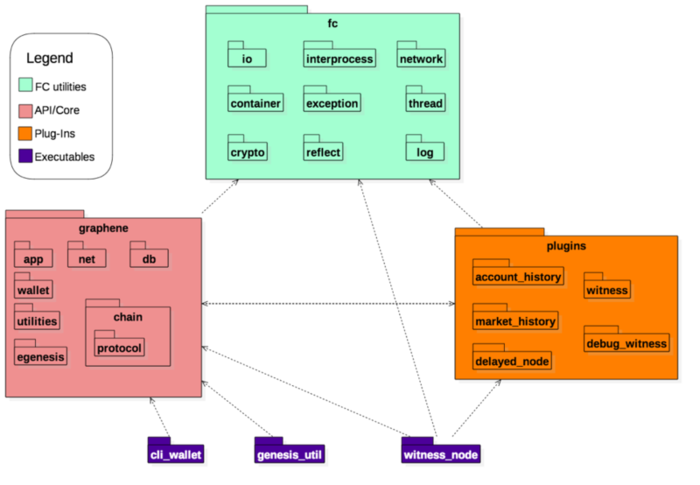 fc
io
interprocess
network
container
exception
thread
crypto
reflect
log
Legend
FC utilities
API/Core
Plug-Ins
Executables
graphene
app
net
db
wallet
utilities
chain
protocol
egenesis
plugins
account_history
witness
market_history
debug_witness
delayed_node
cli_wallet
genesis_util
witness_node